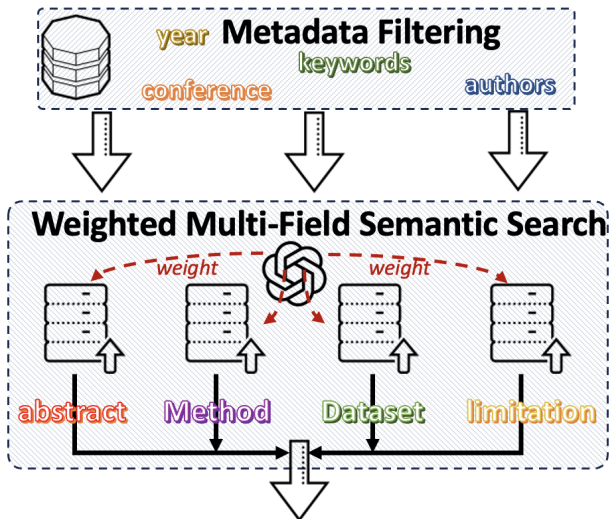 year Metadata Filtering
keywords
conference
authors
Weighted Multi-Field Semantic Search
weight weight
abstract Method Dataset limitation